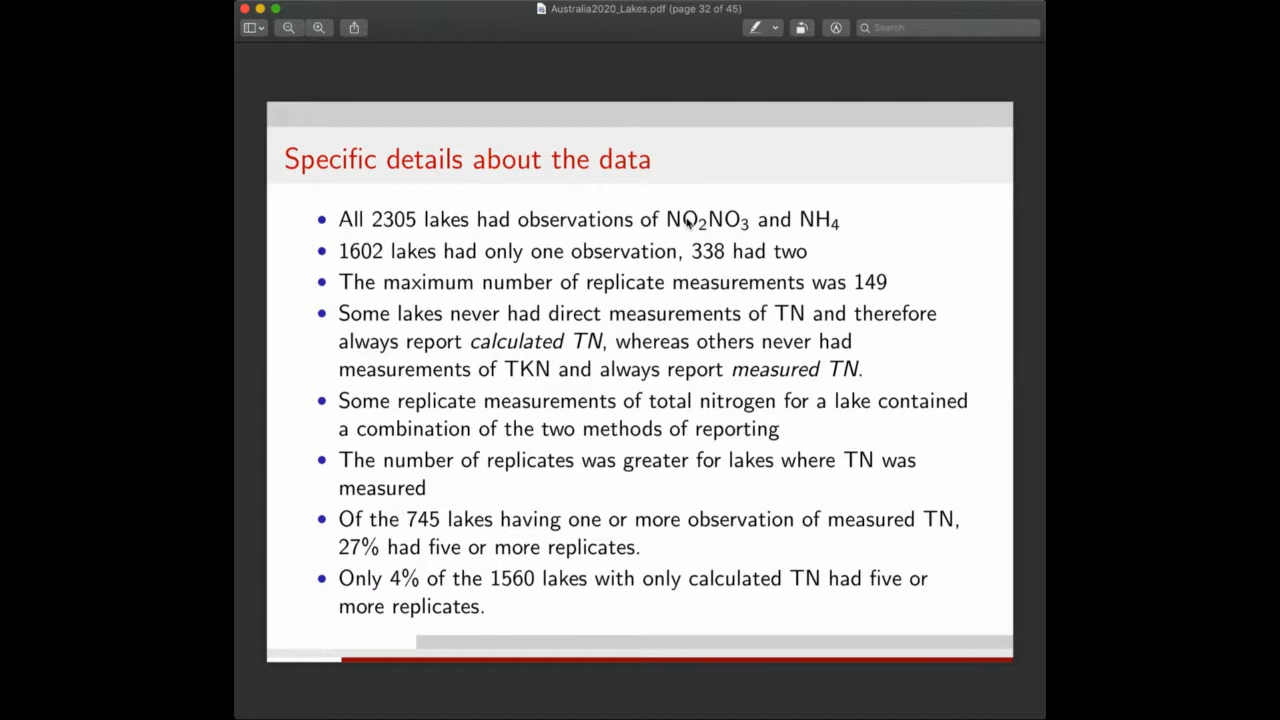 Australia2020_Lakes.pdf (page 32 of 45)
Search
Specific details about the data
• All 2305 lakes had observations of NO₂NO₃ and NH₄
• 1602 lakes had only one observation, 338 had two
• The maximum number of replicate measurements was 149
• Some lakes never had direct measurements of TN and therefore
always report calculated TN, whereas others never had
measurements of TKN and always report measured TN.
• Some replicate measurements of total nitrogen for a lake contained
a combination of the two methods of reporting
• The number of replicates was greater for lakes where TN was
measured
• Of the 745 lakes having one or more observation of measured TN,
27% had five or more replicates.
• Only 4% of the 1560 lakes with only calculated TN had five or
more replicates.